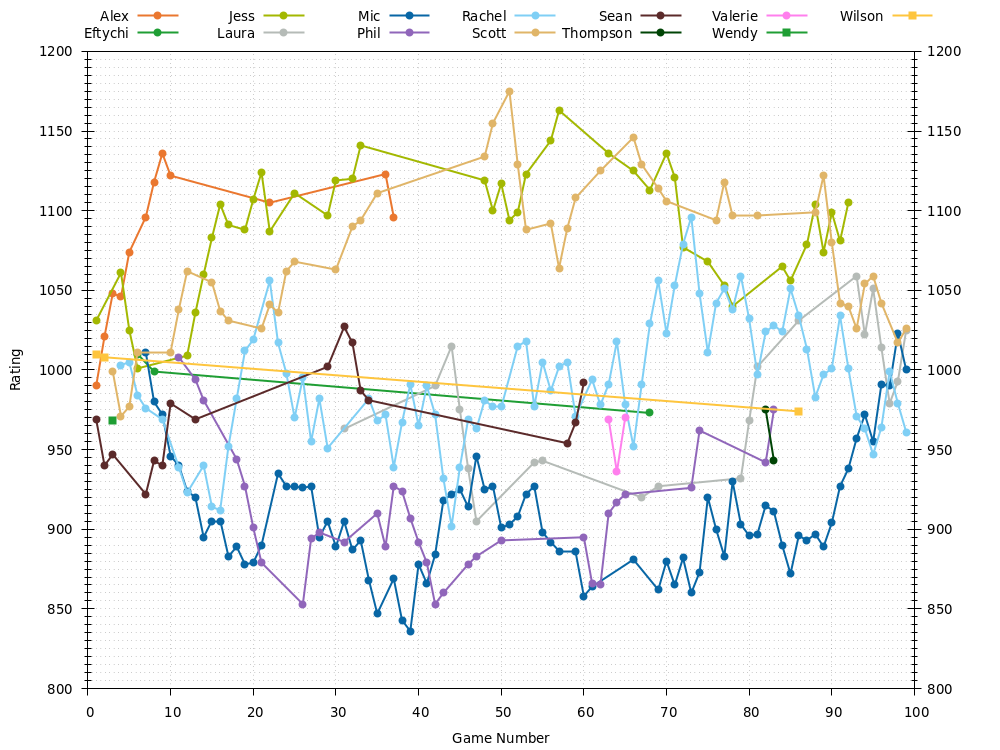 Alex Jess Mic Rachel Sean Valerie Wilson
Eftychi Laura Phil Scott Thompson Wendy
1200 1200
1150 1150
1100 1100
1050 1050
1000 1000
950 950
900 900
850 850
800 800
Rating
0 10 20 30 40 50 60 70 80 90 100
Game Number